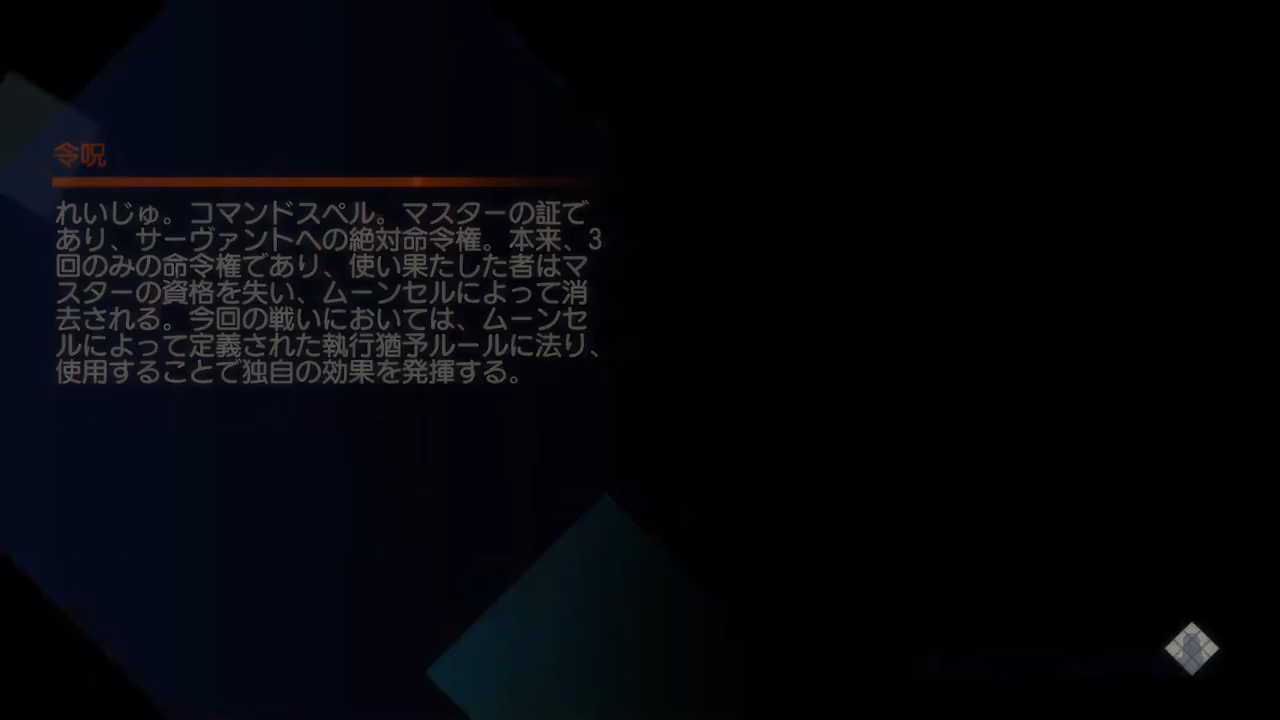 令呪
れいじゅ。コマンドスペル。マスターの証で
あり、サーヴァントへの絶対命令権。本来、3
回のみの命令権であり、使い果たした者はマ
スターの資格を失い、ムーンセルによって消
去される。今回の戦いにおいては、ムーンセ
ルによって定義された執行猶予ルールに法り、
使用することで独自の効果を発揮する。